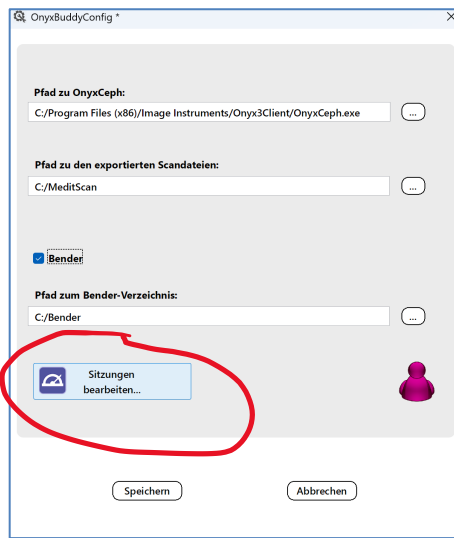 OnyxBuddyConfig *
Pfad zu OnyxCeph:
C:/Program Files (x86)/Image Instruments/Onyx3Client/OnyxCeph.exe
...
Pfad zu den exportierten Scandateien:
C:/MeditScan
...
Bender
Pfad zum Bender-Verzeichnis:
C:/Bender
...
Sitzungen
bearbeiten...
Speichern
Abbrechen